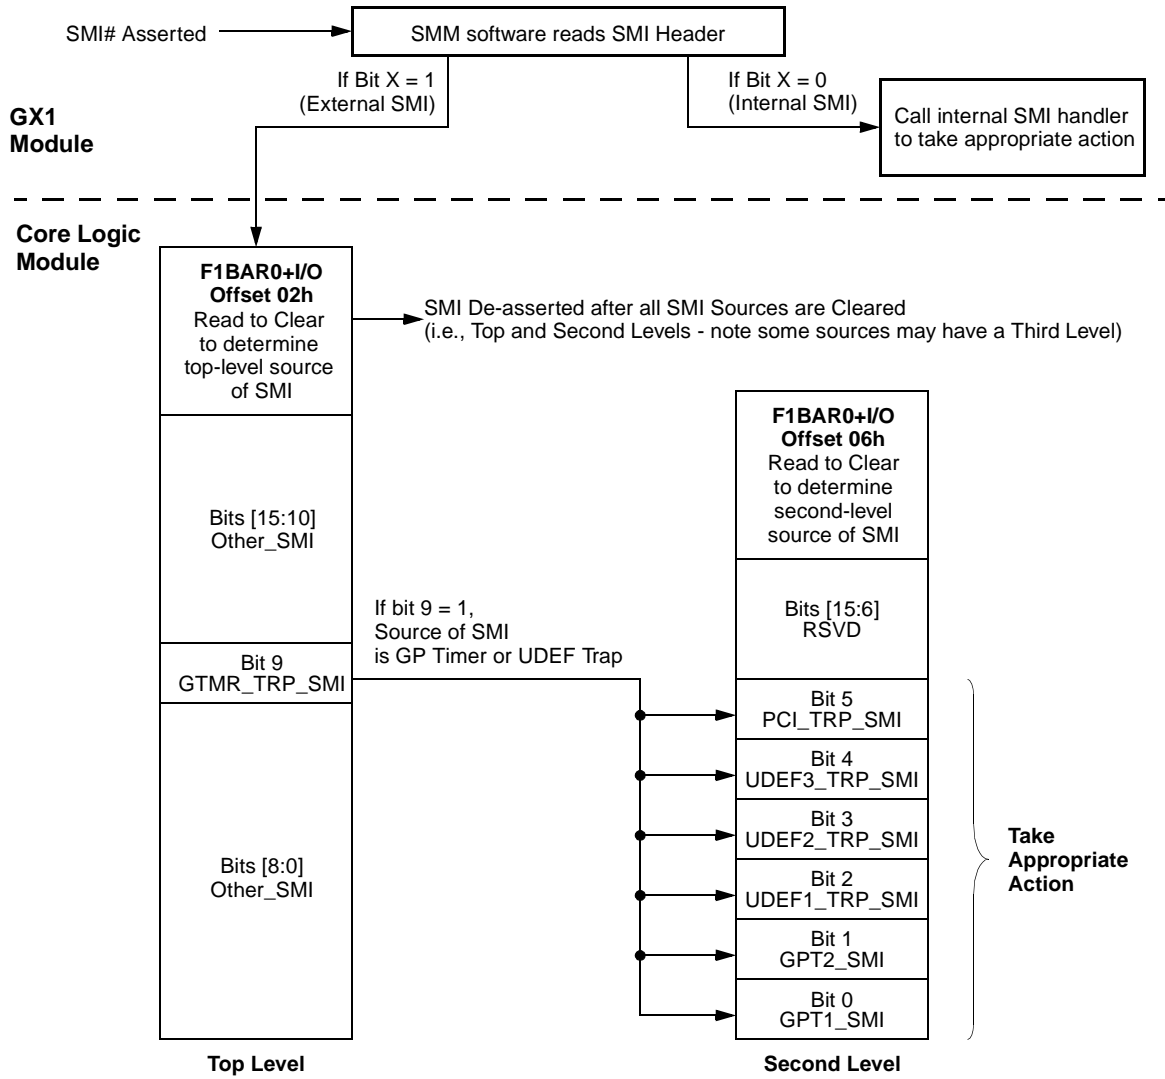 SMI# Asserted
SMM software reads SMI Header
If Bit X = 1
(External SMI)
If Bit X = 0
(Internal SMI)
Call internal SMI handler
to take appropriate action
GX1
Module
Core Logic
Module
F1BAR0+I/O
Offset 02h
Read to Clear
to determine
top-level source
of SMI
SMI De-asserted after all SMI Sources are Cleared
(i.e., Top and Second Levels - note some sources may have a Third Level)
Bits [15:10]
Other_SMI
If bit 9 = 1,
Source of SMI
is GP Timer or UDEF Trap
Bit 9
GTMR_TRP_SMI
Bits [8:0]
Other_SMI
Top Level
F1BAR0+I/O
Offset 06h
Read to Clear
to determine
second-level
source of SMI
Bits [15:6]
RSVD
Bit 5
PCI_TRP_SMI
Bit 4
UDEF3_TRP_SMI
Bit 3
UDEF2_TRP_SMI
Bit 2
UDEF1_TRP_SMI
Bit 1
GPT2_SMI
Bit 0
GPT1_SMI
Second Level
Take
Appropriate
Action